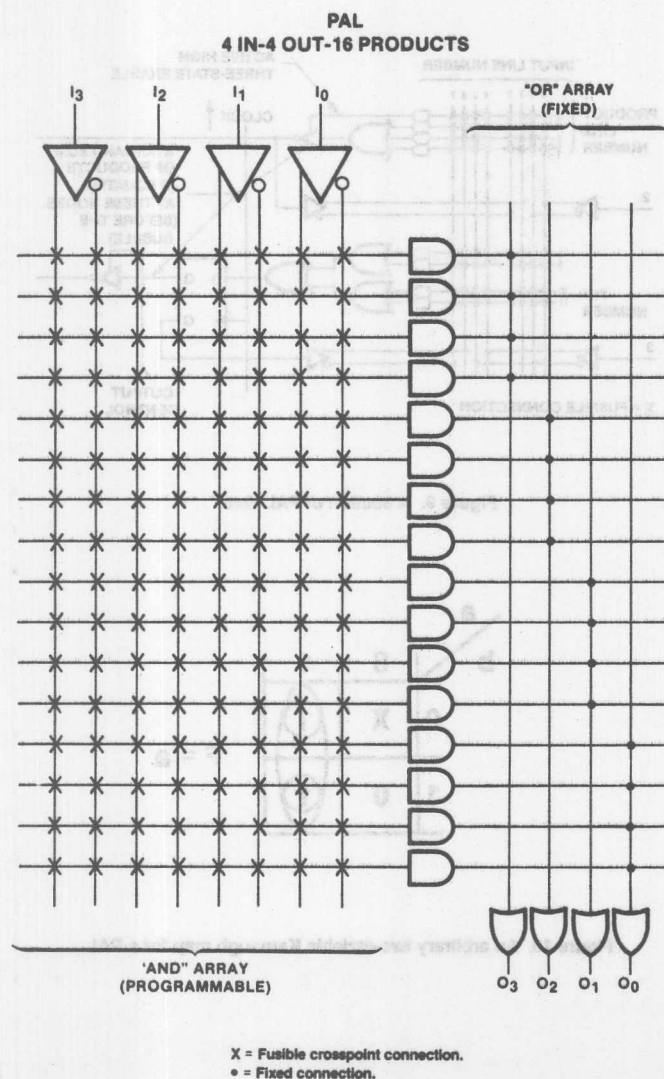 PAL
4 IN-4 OUT-16 PRODUCTS
I3 I2 I1 I0
"OR" ARRAY
(FIXED)
'AND" ARRAY
(PROGRAMMABLE)
O3 O2 O1 O0
X = Fusible crosspoint connection.
• = Fixed connection.